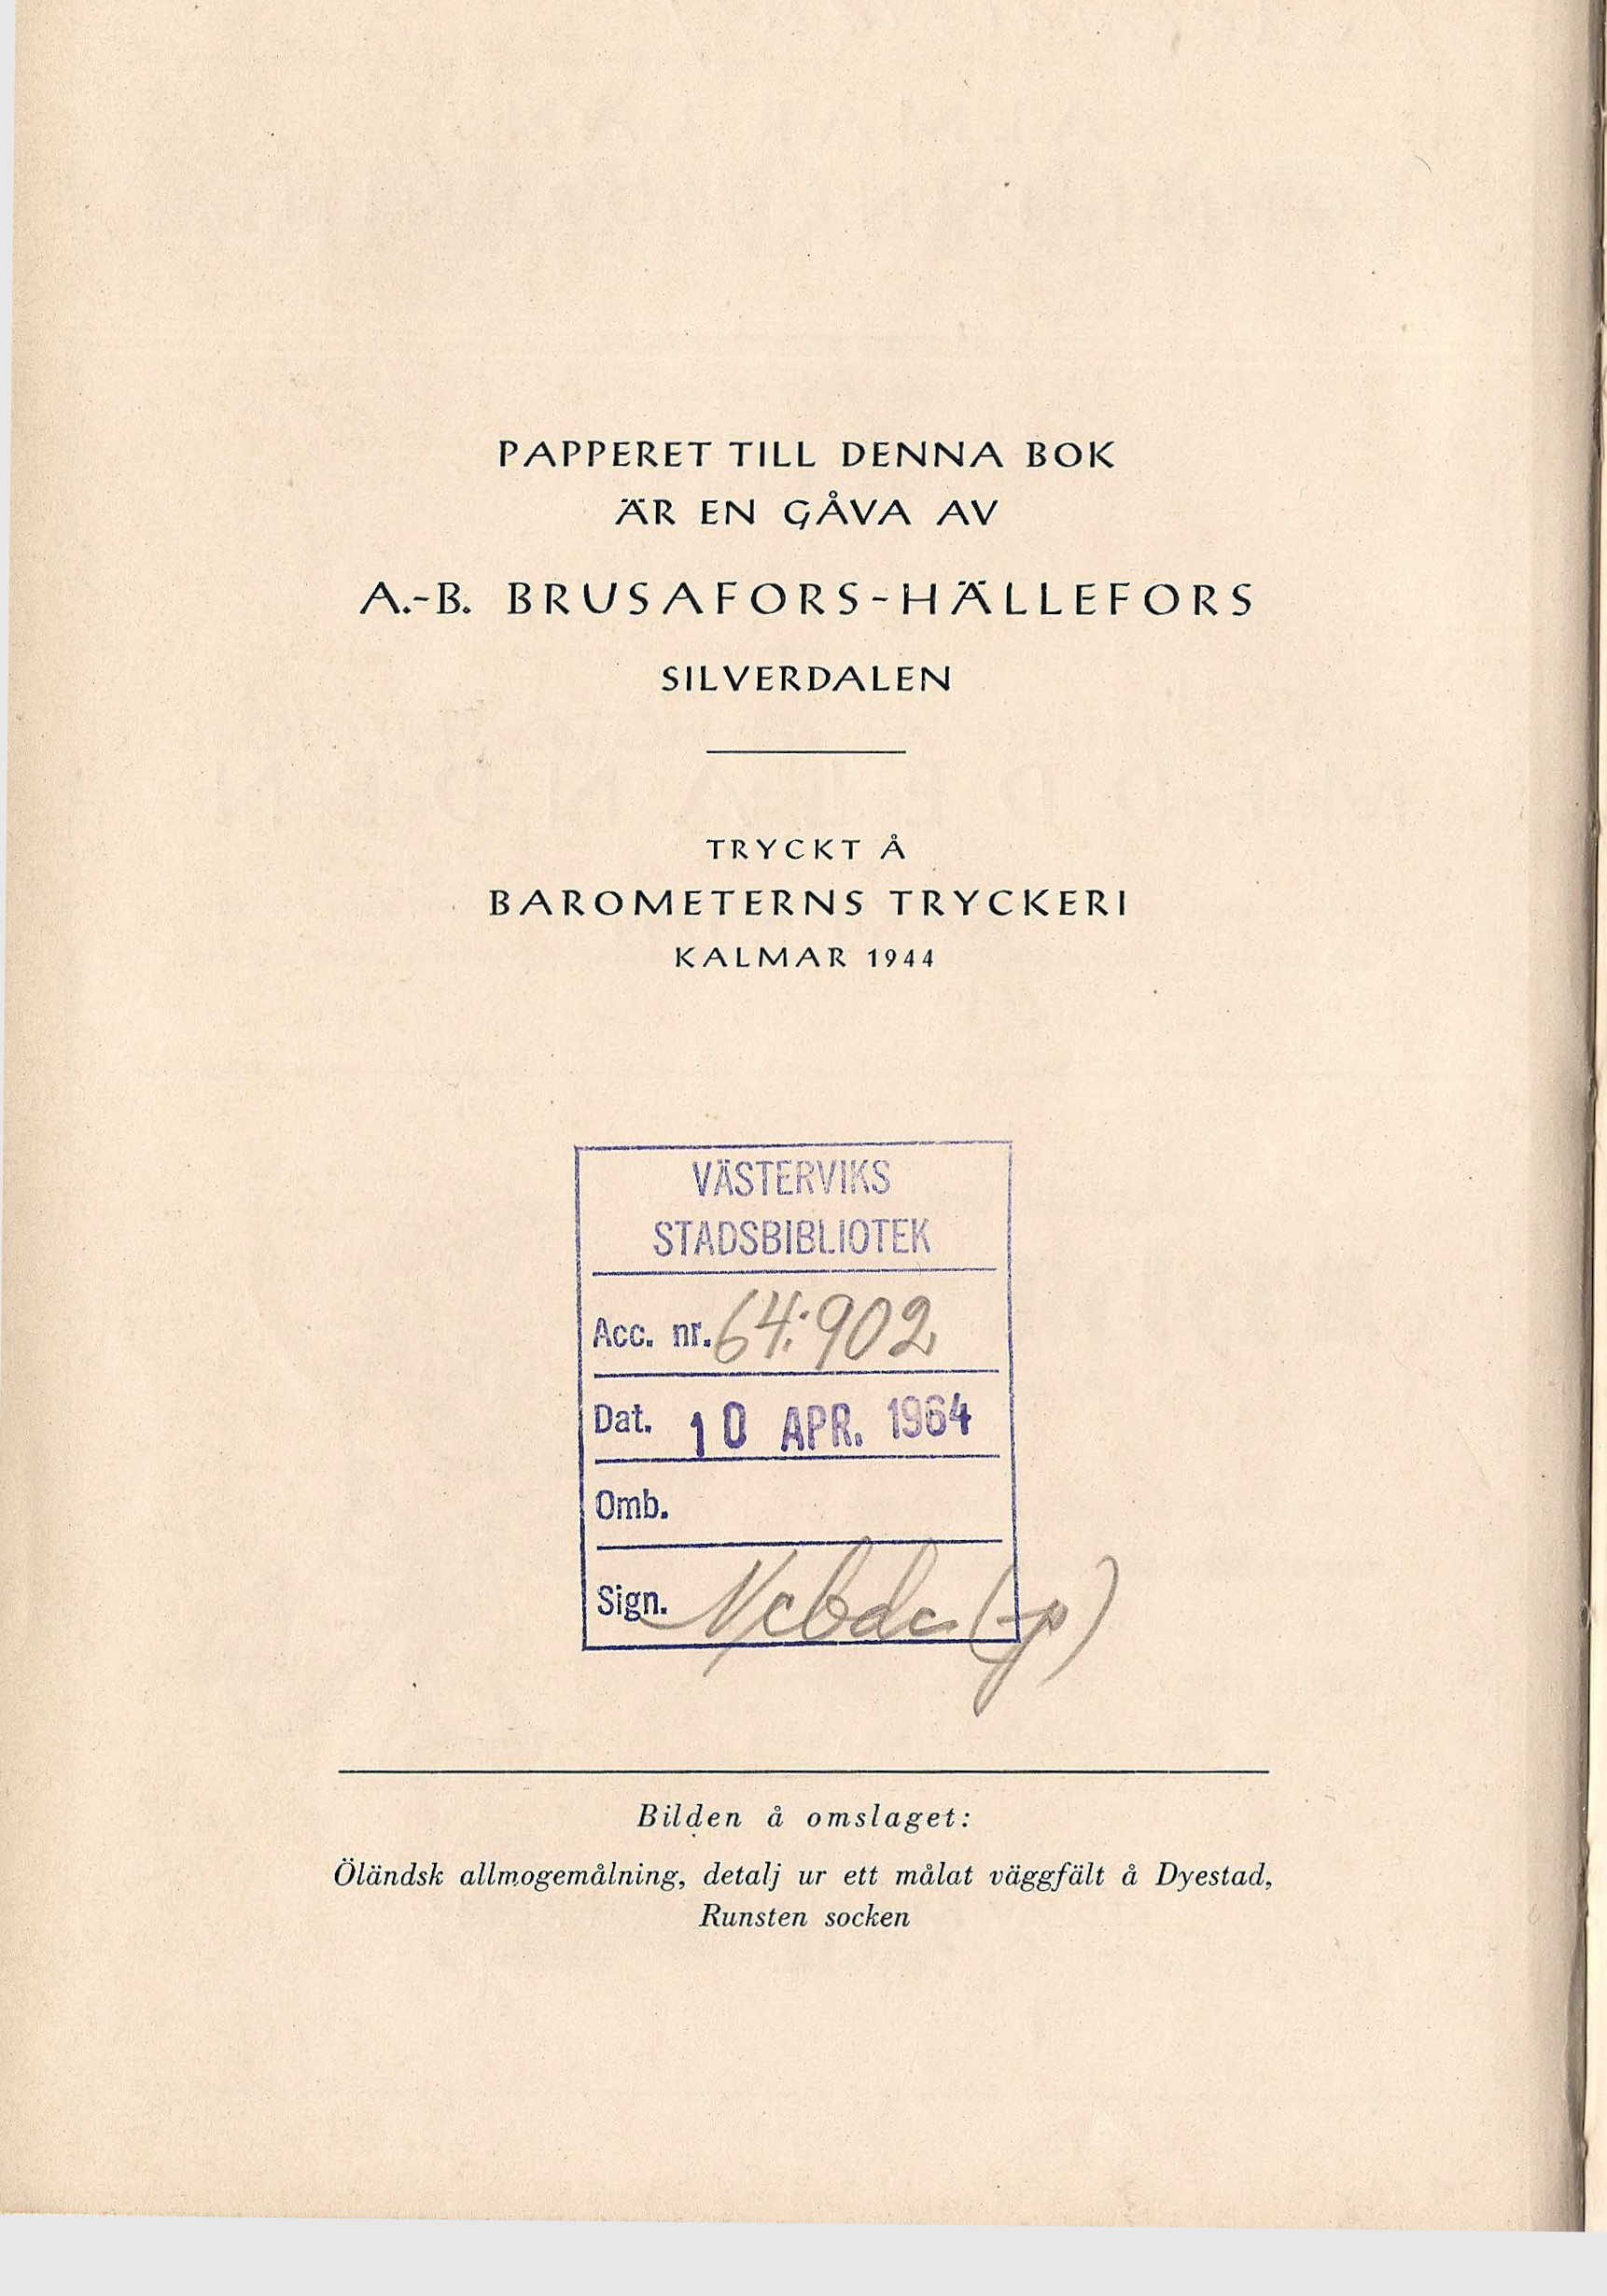 PAPPERET TILL DENNA BOK
ÄR EN GÅVA AV
A.-B. BRUSAFORS-HÄLLEFORS
SILVERDALEN
TRYCKT Å
BAROMETERNS TRYCKERI
KALMAR 1944
VÄSTERVIKS
STADSBIBLIOTEK
Acc. nr. 64:902
Dat. 10 APR. 1964
Omb.
Sign.
Bilden å omslaget:
Öländsk allmogemålning, detalj ur ett målat väggfält å Dyestad,
Runsten socken